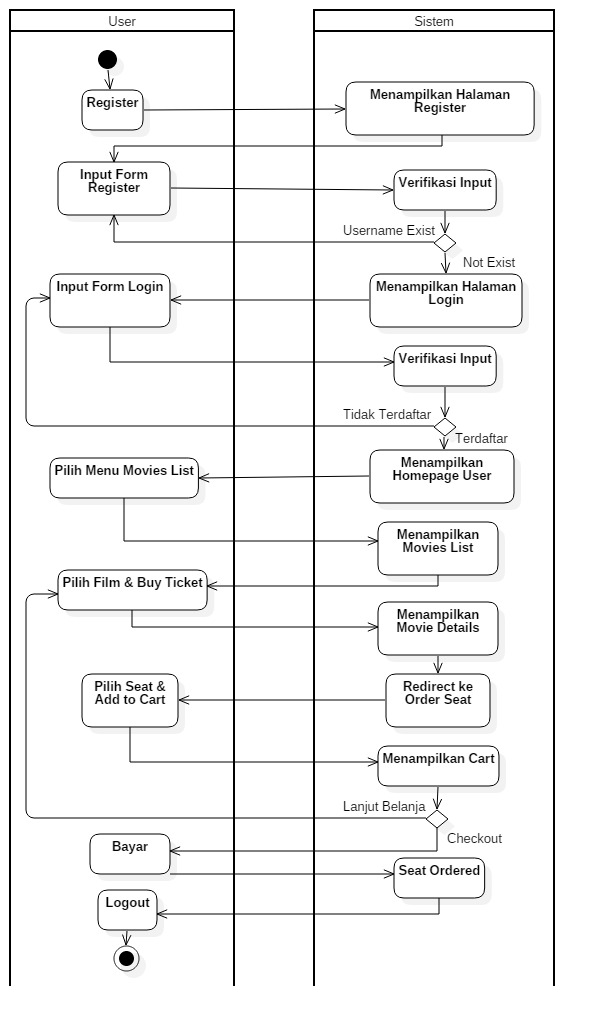 User
Sistem
Register
Menampilkan Halaman
Register
Input Form
Register
Verifikasi Input
Username Exist
Not Exist
Input Form Login
Menampilkan Halaman
Login
Verifikasi Input
Tidak Terdaftar
Terdaftar
Pilih Menu Movies List
Menampilkan
Homepage User
Menampilkan
Movies List
Pilih Film & Buy Ticket
Menampilkan
Movie Details
Pilih Seat &
Add to Cart
Redirect ke
Order Seat
Menampilkan Cart
Lanjut Belanja
Checkout
Bayar
Seat Ordered
Logout